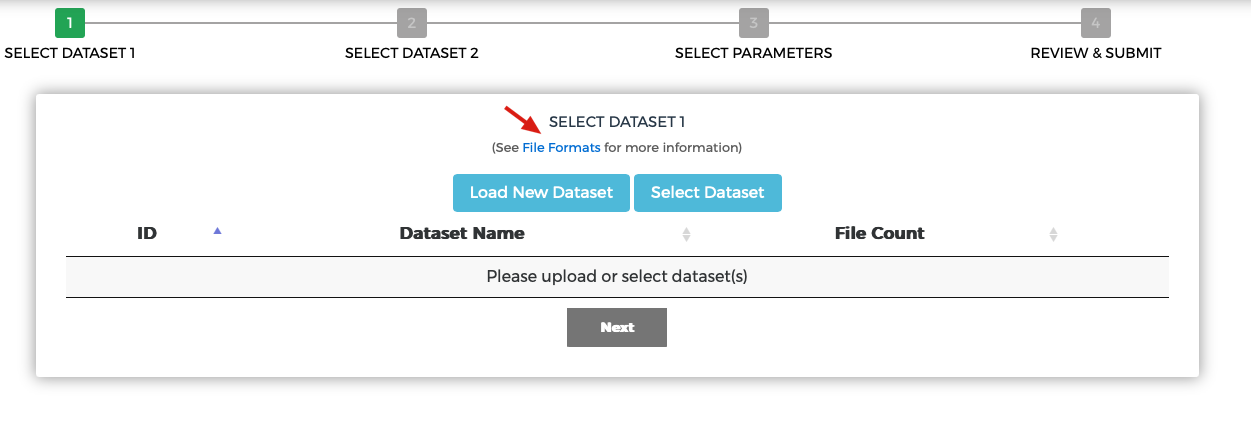 1 2 3 4
SELECT DATASET 1 SELECT DATASET 2 SELECT PARAMETERS REVIEW & SUBMIT
SELECT DATASET 1
(See File Formats for more information)
Load New Dataset Select Dataset
ID Dataset Name File Count
Please upload or select dataset(s)
Next